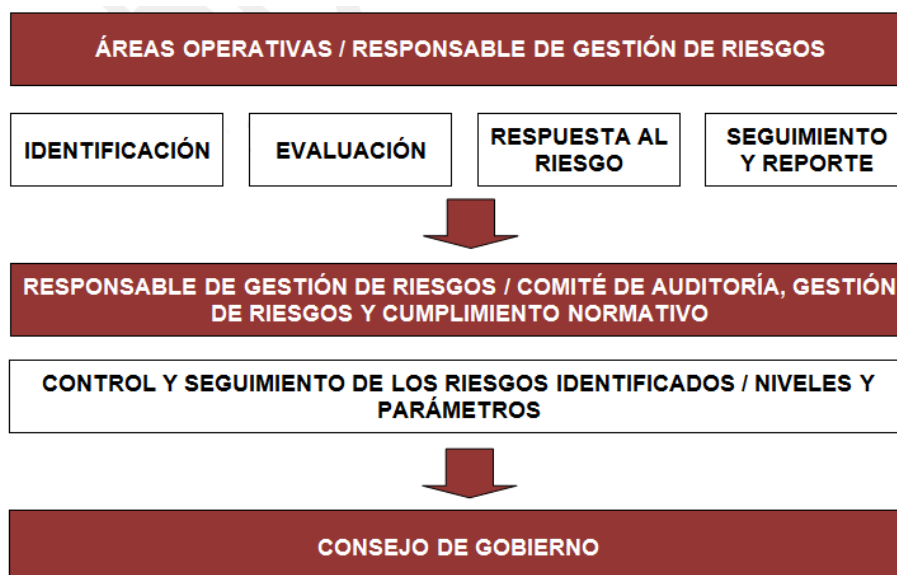 ÁREAS OPERATIVAS / RESPONSABLE DE GESTIÓN DE RIESGOS
IDENTIFICACIÓN
EVALUACIÓN
RESPUESTA AL
RIESGO
SEGUIMIENTO
Y REPORTE
RESPONSABLE DE GESTIÓN DE RIESGOS / COMITÉ DE AUDITORÍA, GESTIÓN
DE RIESGOS Y CUMPLIMIENTO NORMATIVO
CONTROL Y SEGUIMIENTO DE LOS RIESGOS IDENTIFICADOS / NIVELES Y
PARÁMETROS
CONSEJO DE GOBIERNO